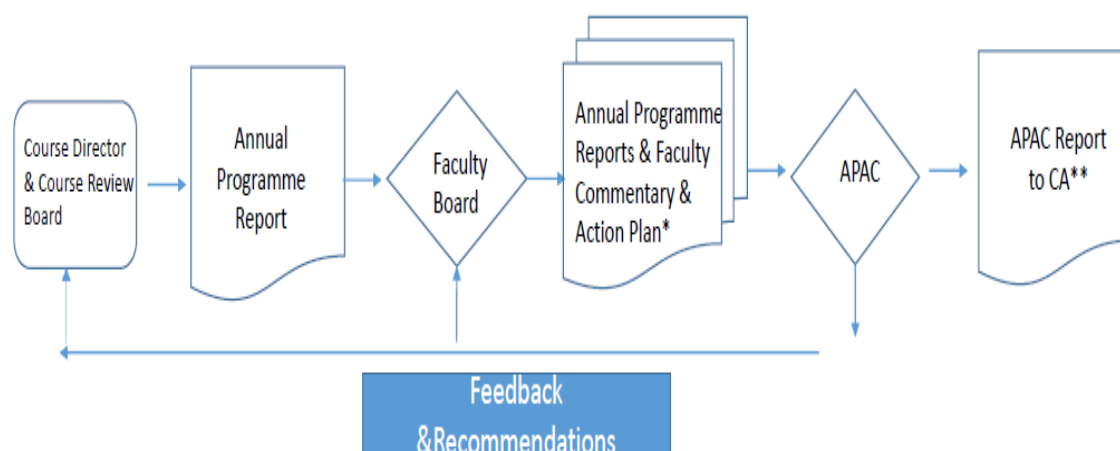 Course Director
& Course Review
Board
Annual
Programme
Report
Faculty
Board
Annual Programme
Reports & Faculty
Commentary &
Action Plan*
APAC
APAC Report
to CA**
Feedback
&Recommendations